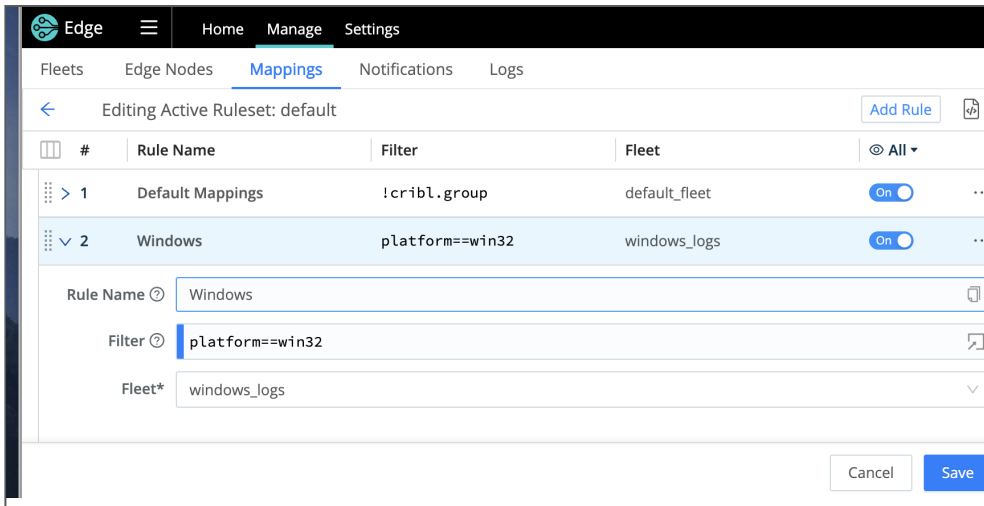 Edge Home Manage Settings
Fleets Edge Nodes Mappings Notifications Logs
Editing Active Ruleset: default Add Rule
# Rule Name Filter Fleet All
1 Default Mappings !cribl.group default_fleet On
2 Windows platform==win32 windows_logs On
Rule Name Windows
Filter platform==win32
Fleet* windows_logs
Cancel Save